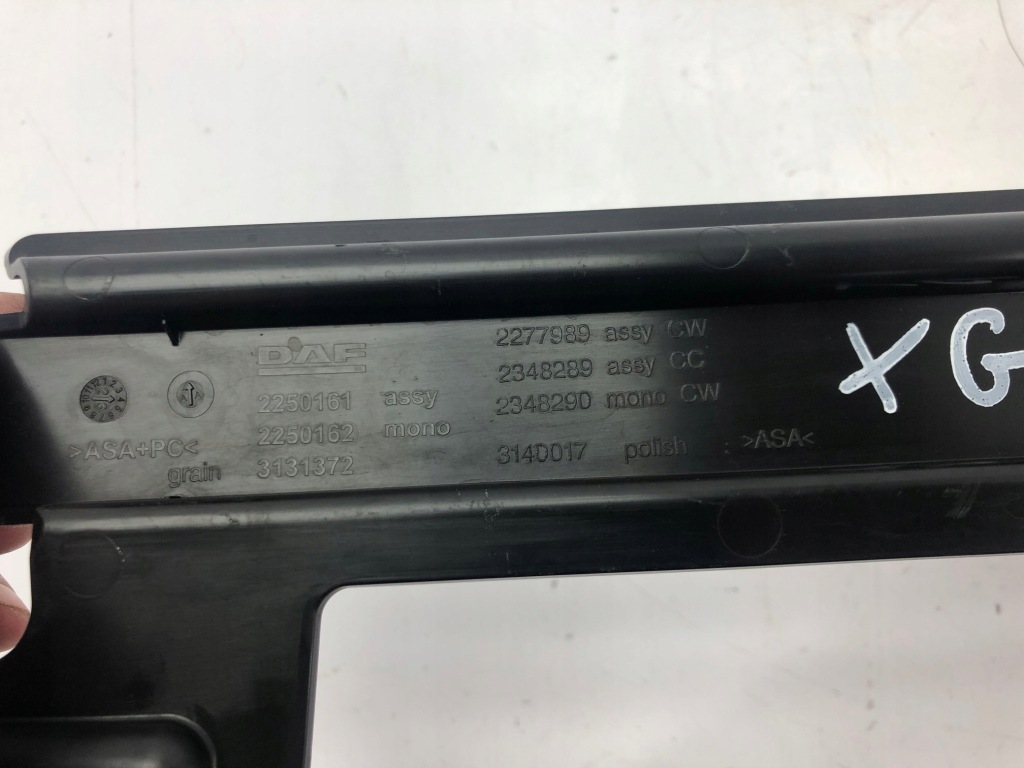 DAF
2250161 assy
2250162 mono
>ASA+PC<
grain 3131372
2277989 assy CW
2348289 assy CC
2348290 mono CW
3140017 polish : >ASA<
XG